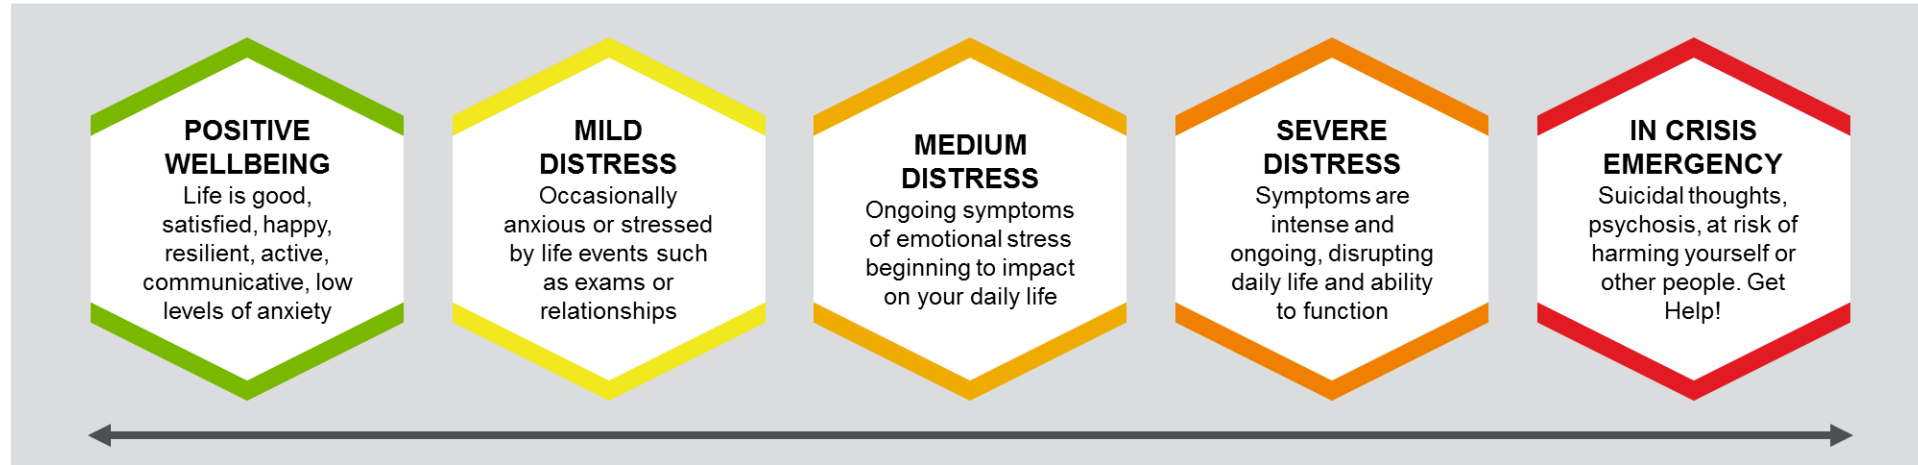 POSITIVE
WELLBEING
Life is good,
satisfied, happy,
resilient, active,
communicative, low
levels of anxiety
MILD
DISTRESS
Occasionally
anxious or stressed
by life events such
as exams or
relationships
MEDIUM
DISTRESS
Ongoing symptoms
of emotional stress
beginning to impact
on your daily life
SEVERE
DISTRESS
Symptoms are
intense and
ongoing, disrupting
daily life and ability
to function
IN CRISIS
EMERGENCY
Suicidal thoughts,
psychosis, at risk of
harming yourself or
other people. Get
Help!